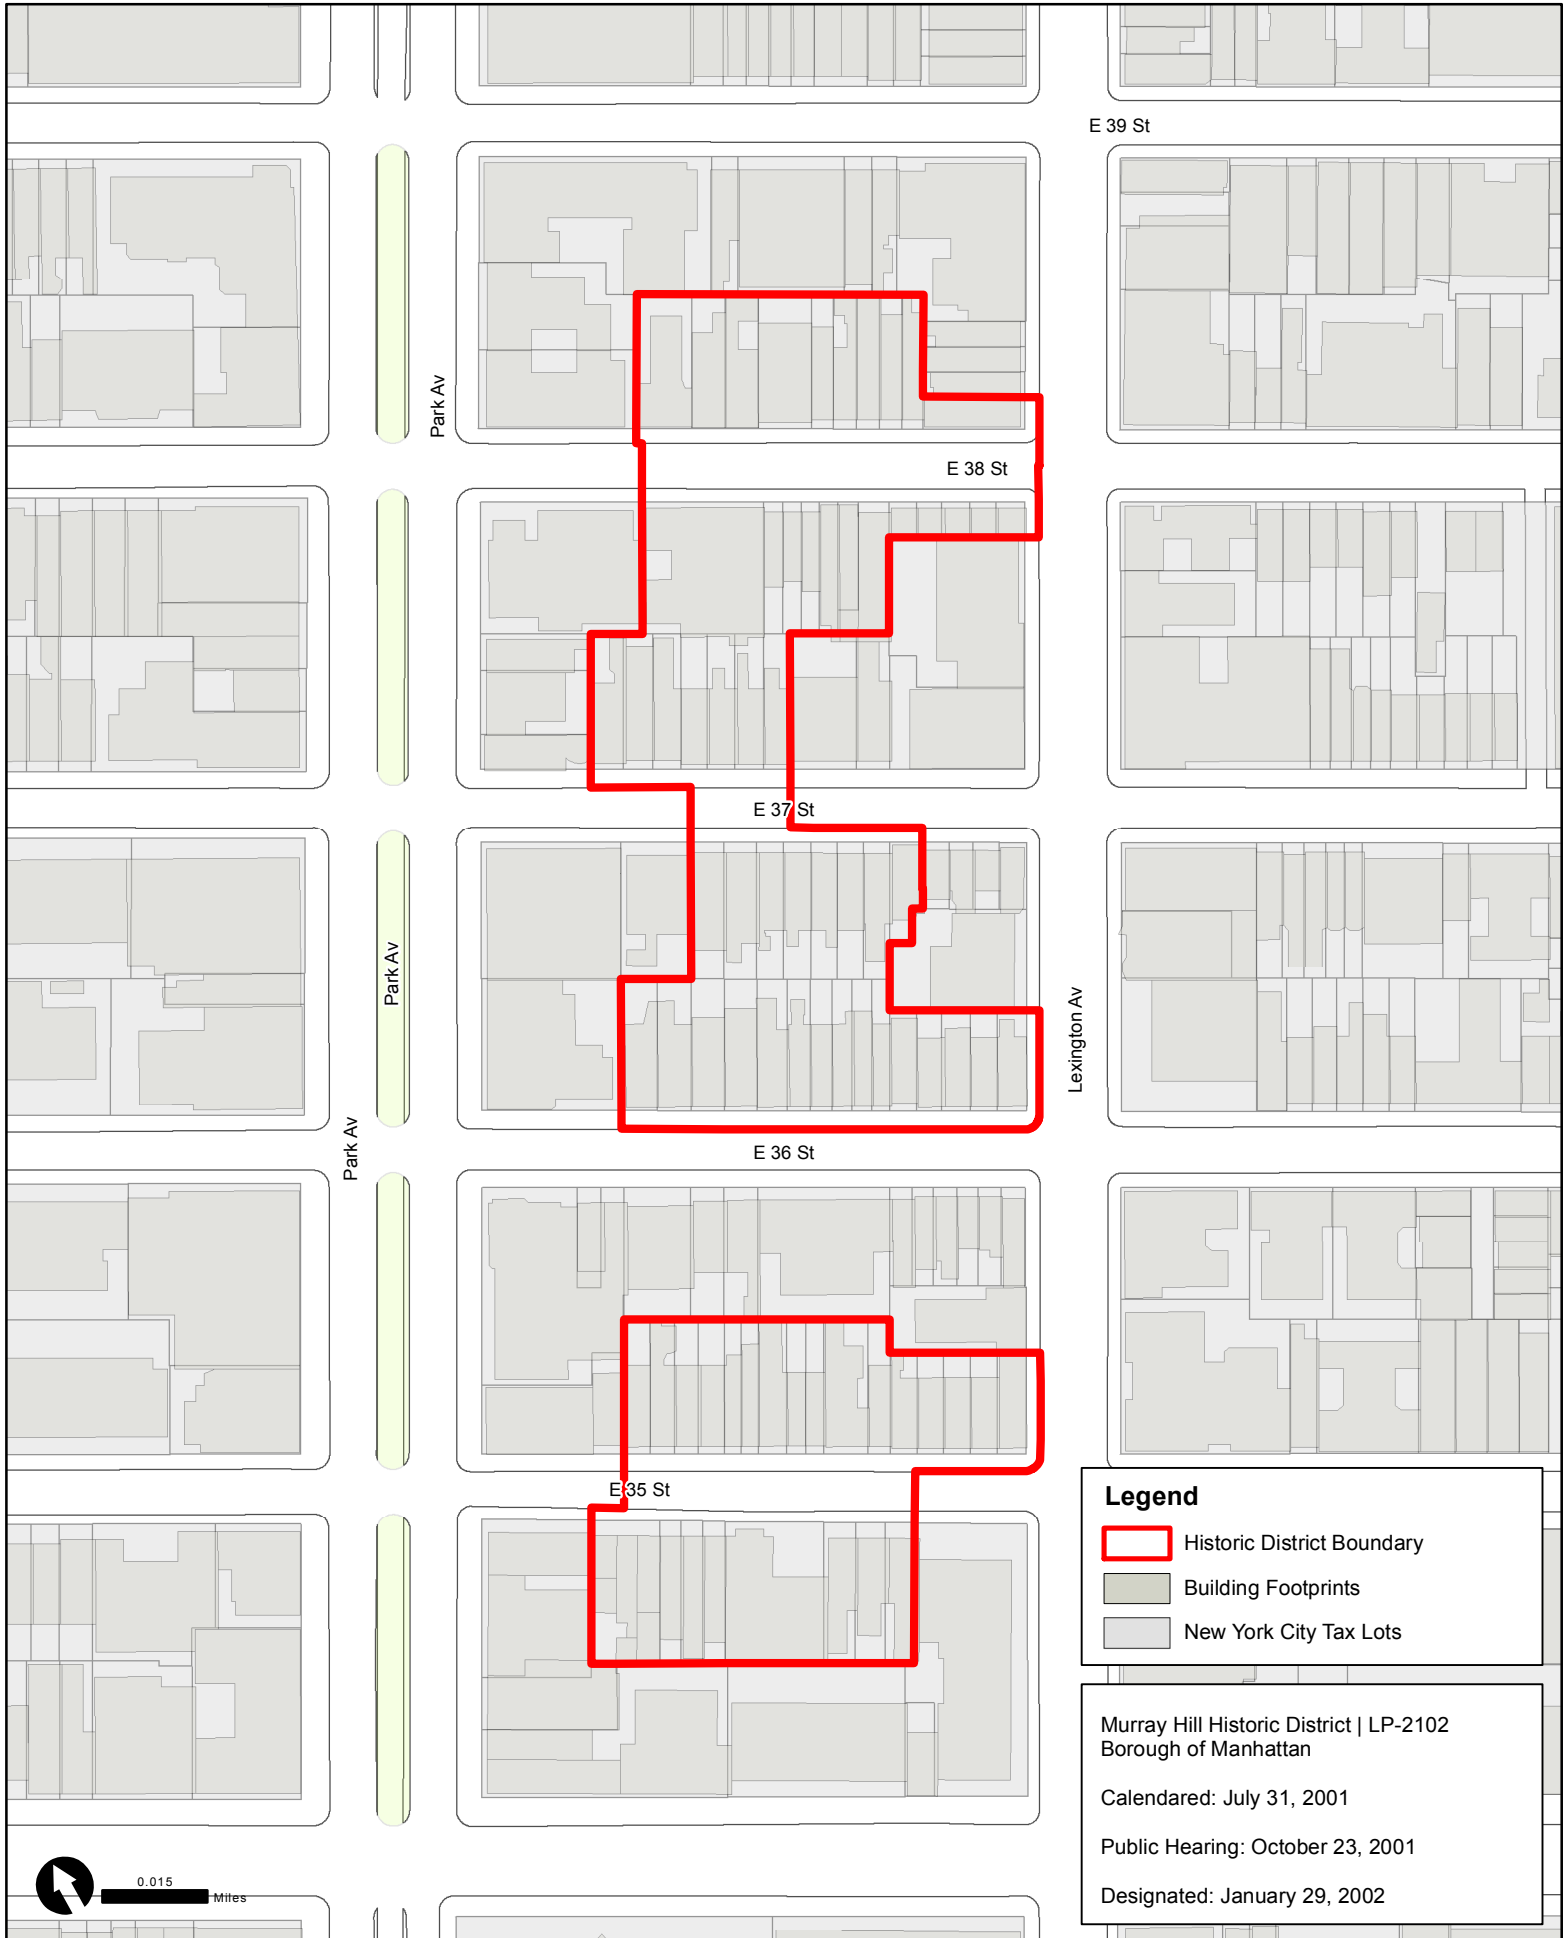 E 39 St
Park Av
E 38 St
E 37 St
Park Av
Lexington Av
Park Av
E 36 St
E 35 St
Legend
Historic District Boundary
Building Footprints
New York City Tax Lots
Murray Hill Historic District | LP-2102
Borough of Manhattan
Calendared: July 31, 2001
Public Hearing: October 23, 2001
Designated: January 29, 2002
0.015
Miles